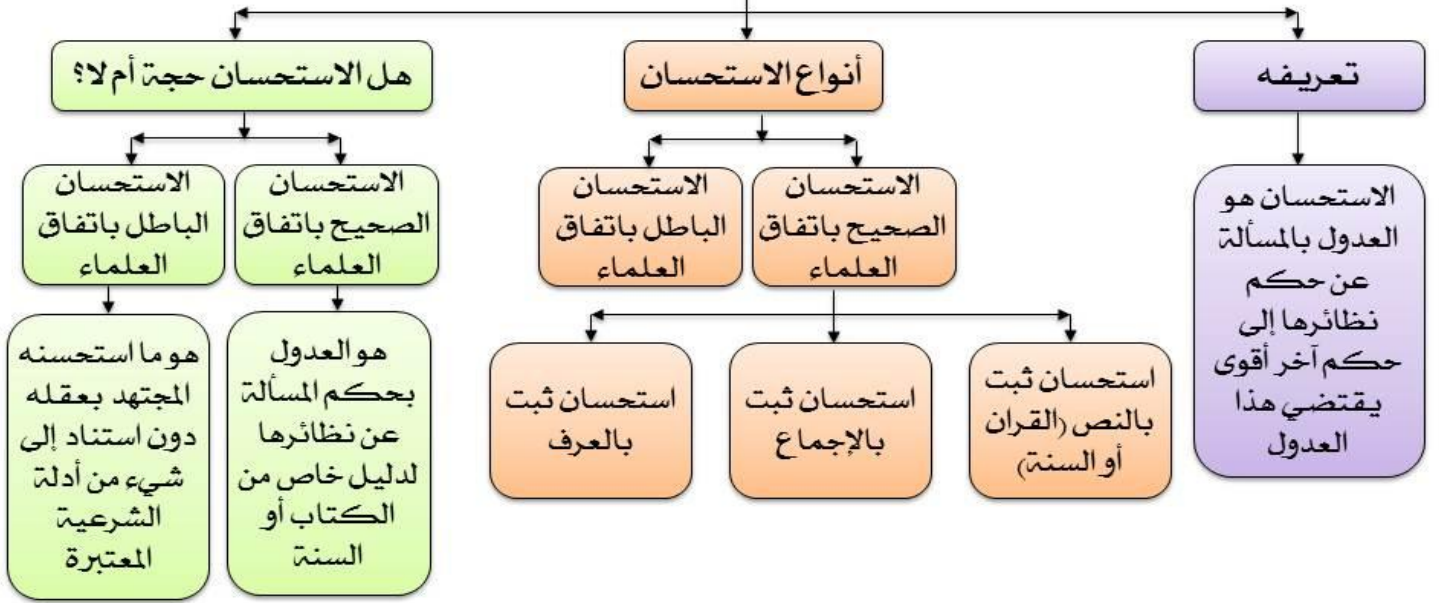 تعريفه
الاستحسان هو
العدول بالمسألة
عن حكم
نظائرها إلى
حكم آخر أقوى
يقتضي هذا
العدول
أنواع الاستحسان
الاستحسان
الصحيح باتفاق
العلماء
استحسان ثبت
بالنص (القران
أو السنة)
استحسان ثبت
بالإجماع
استحسان ثبت
بالعرف
الاستحسان
الباطل باتفاق
العلماء
هل الاستحسان حجة أم لا؟
الاستحسان
الصحيح باتفاق
العلماء
هو العدول
بحكم المسألة
عن نظائرها
لدليل خاص من
الكتاب أو
السنة
الاستحسان
الباطل باتفاق
العلماء
هو ما استحسنه
المجتهد بعقله
دون استناد إلى
شيء من أدلة
الشرعية
المعتبرة